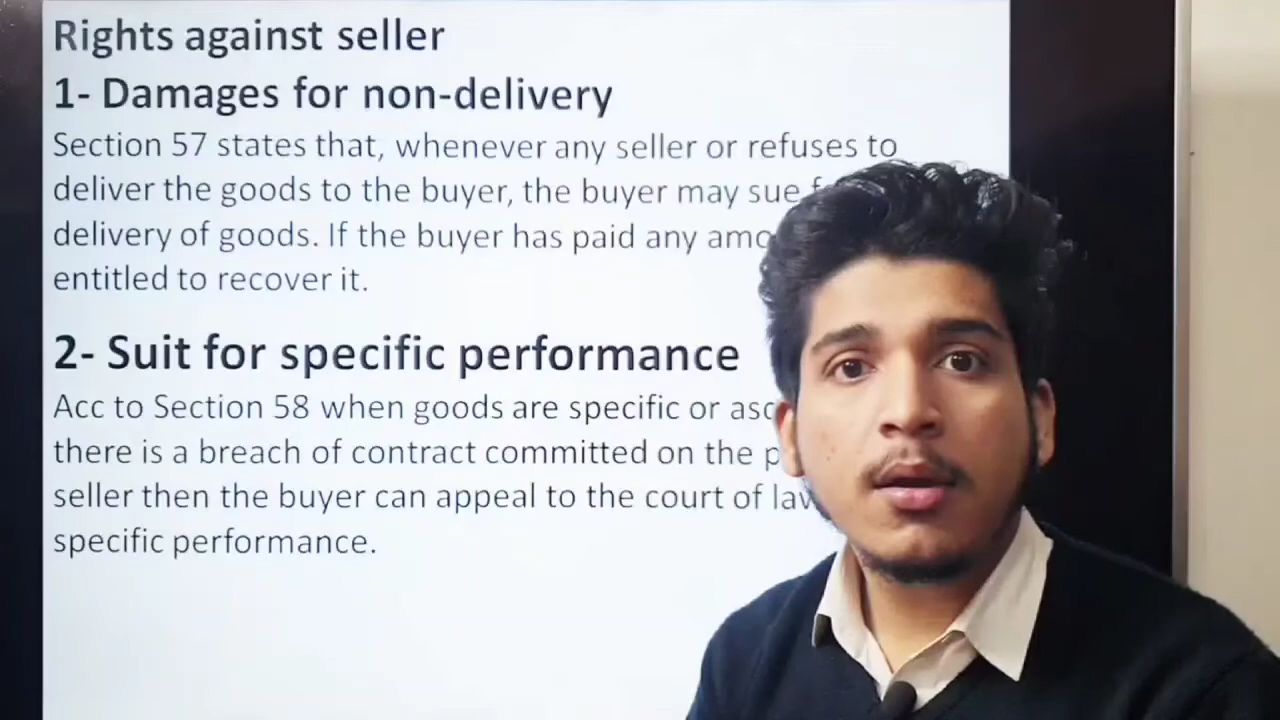 Rights against seller
1- Damages for non-delivery
Section 57 states that, whenever any seller or refuses to
deliver the goods to the buyer, the buyer may sue
delivery of goods. If the buyer has paid any
entitled to recover it.
2- Suit for specific performance
Acc to Section 58 when goods are specific or
there is a breach of contract committed on the
seller then the buyer can appeal to the court of
specific performance.